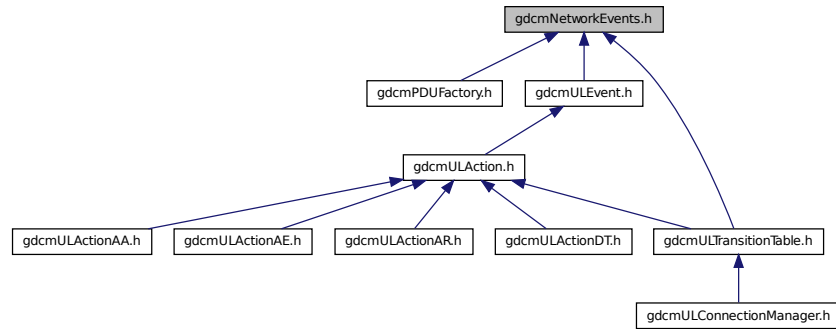 gdcmNetworkEvents.h
gdcmPDUFactory.h
gdcmULEvent.h
gdcmULAction.h
gdcmULActionAA.h
gdcmULActionAE.h
gdcmULActionAR.h
gdcmULActionDT.h
gdcmULTransitionTable.h
gdcmULConnectionManager.h